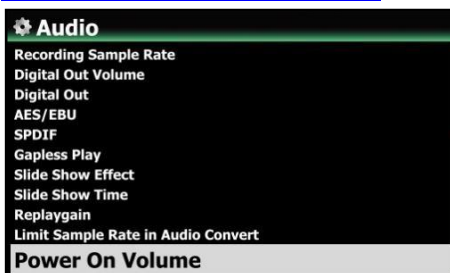 Audio
Recording Sample Rate
Digital Out Volume
Digital Out
AES/EBU
SPDIF
Gapless Play
Slide Show Effect
Slide Show Time
Replaygain
Limit Sample Rate in Audio Convert
Power On Volume